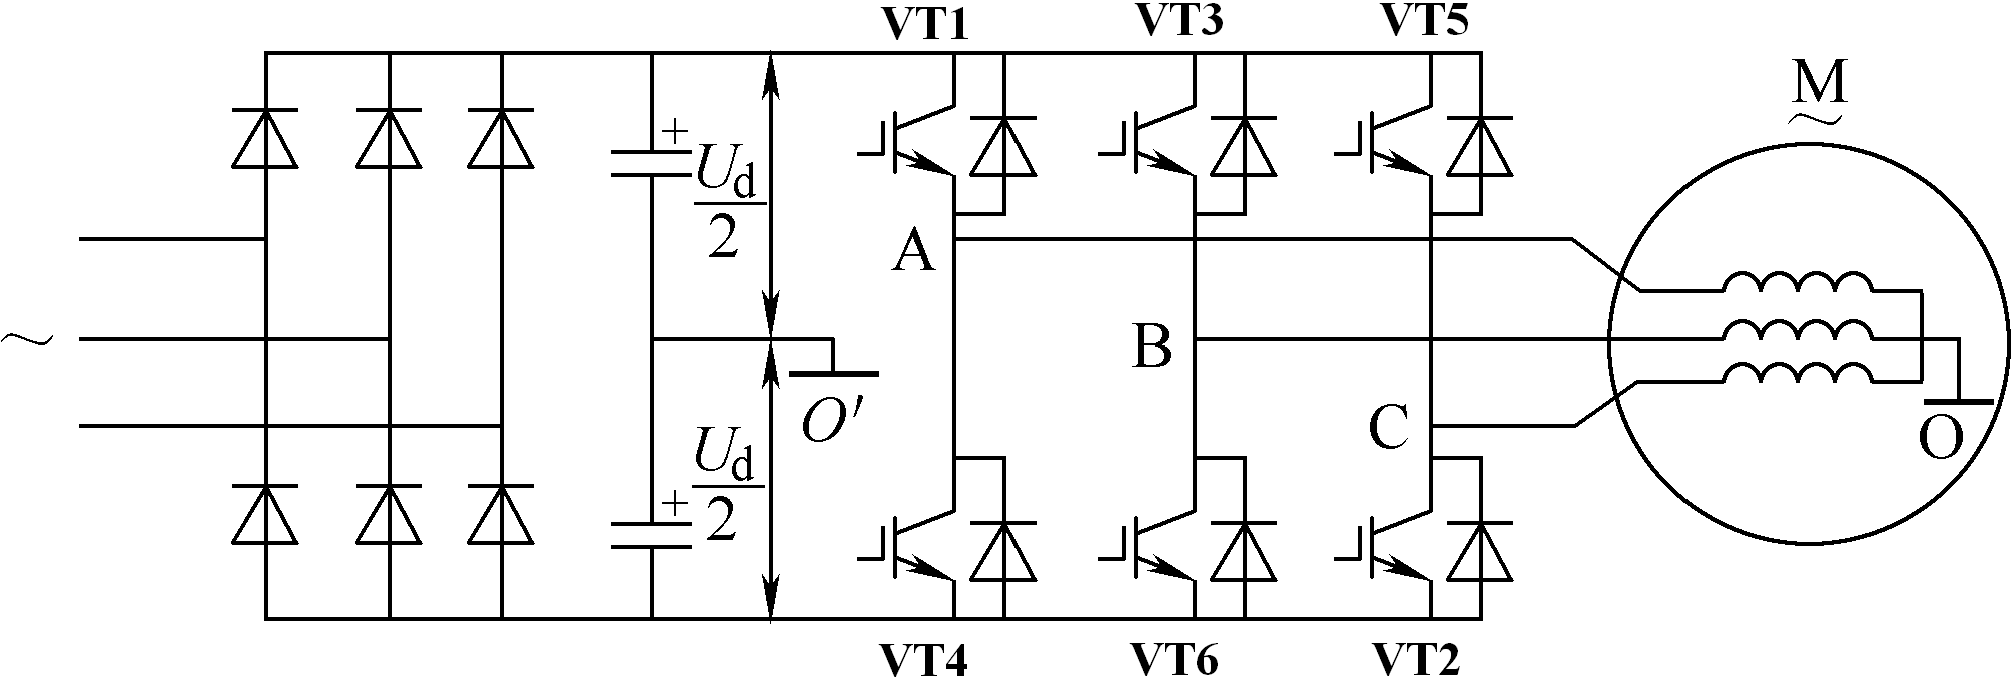 VT1 VT3 VT5
M
~
+
U_d/2
A
~
B
O′
C
O
U_d/2
+
VT4 VT6 VT2